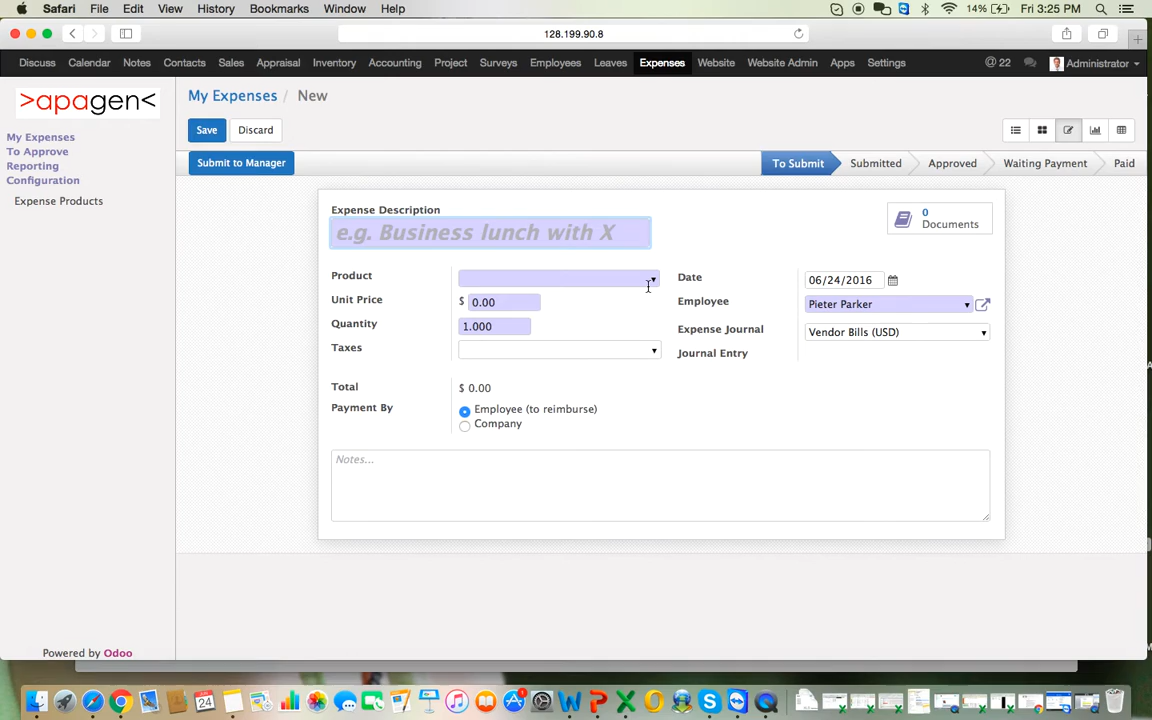 Safari File Edit View History Bookmarks Window Help 14% Fri 3:25 PM
128.199.90.8
Discuss Calendar Notes Contacts Sales Appraisal Inventory Accounting Project Surveys Employees Leaves Expenses Website Website Admin Apps Settings @ 22 Administrator
>apagen<
My Expenses / New
Save Discard
My Expenses
To Approve
Reporting
Configuration
Expense Products
Submit to Manager To Submit Submitted Approved Waiting Payment Paid
Expense Description
e.g. Business lunch with X
0
Documents
Product
Unit Price $ 0.00
Quantity 1.000
Taxes
Date 06/24/2016
Employee Pieter Parker
Expense Journal Vendor Bills (USD)
Journal Entry
Total $ 0.00
Payment By Employee (to reimburse)
Company
Notes...
Powered by Odoo